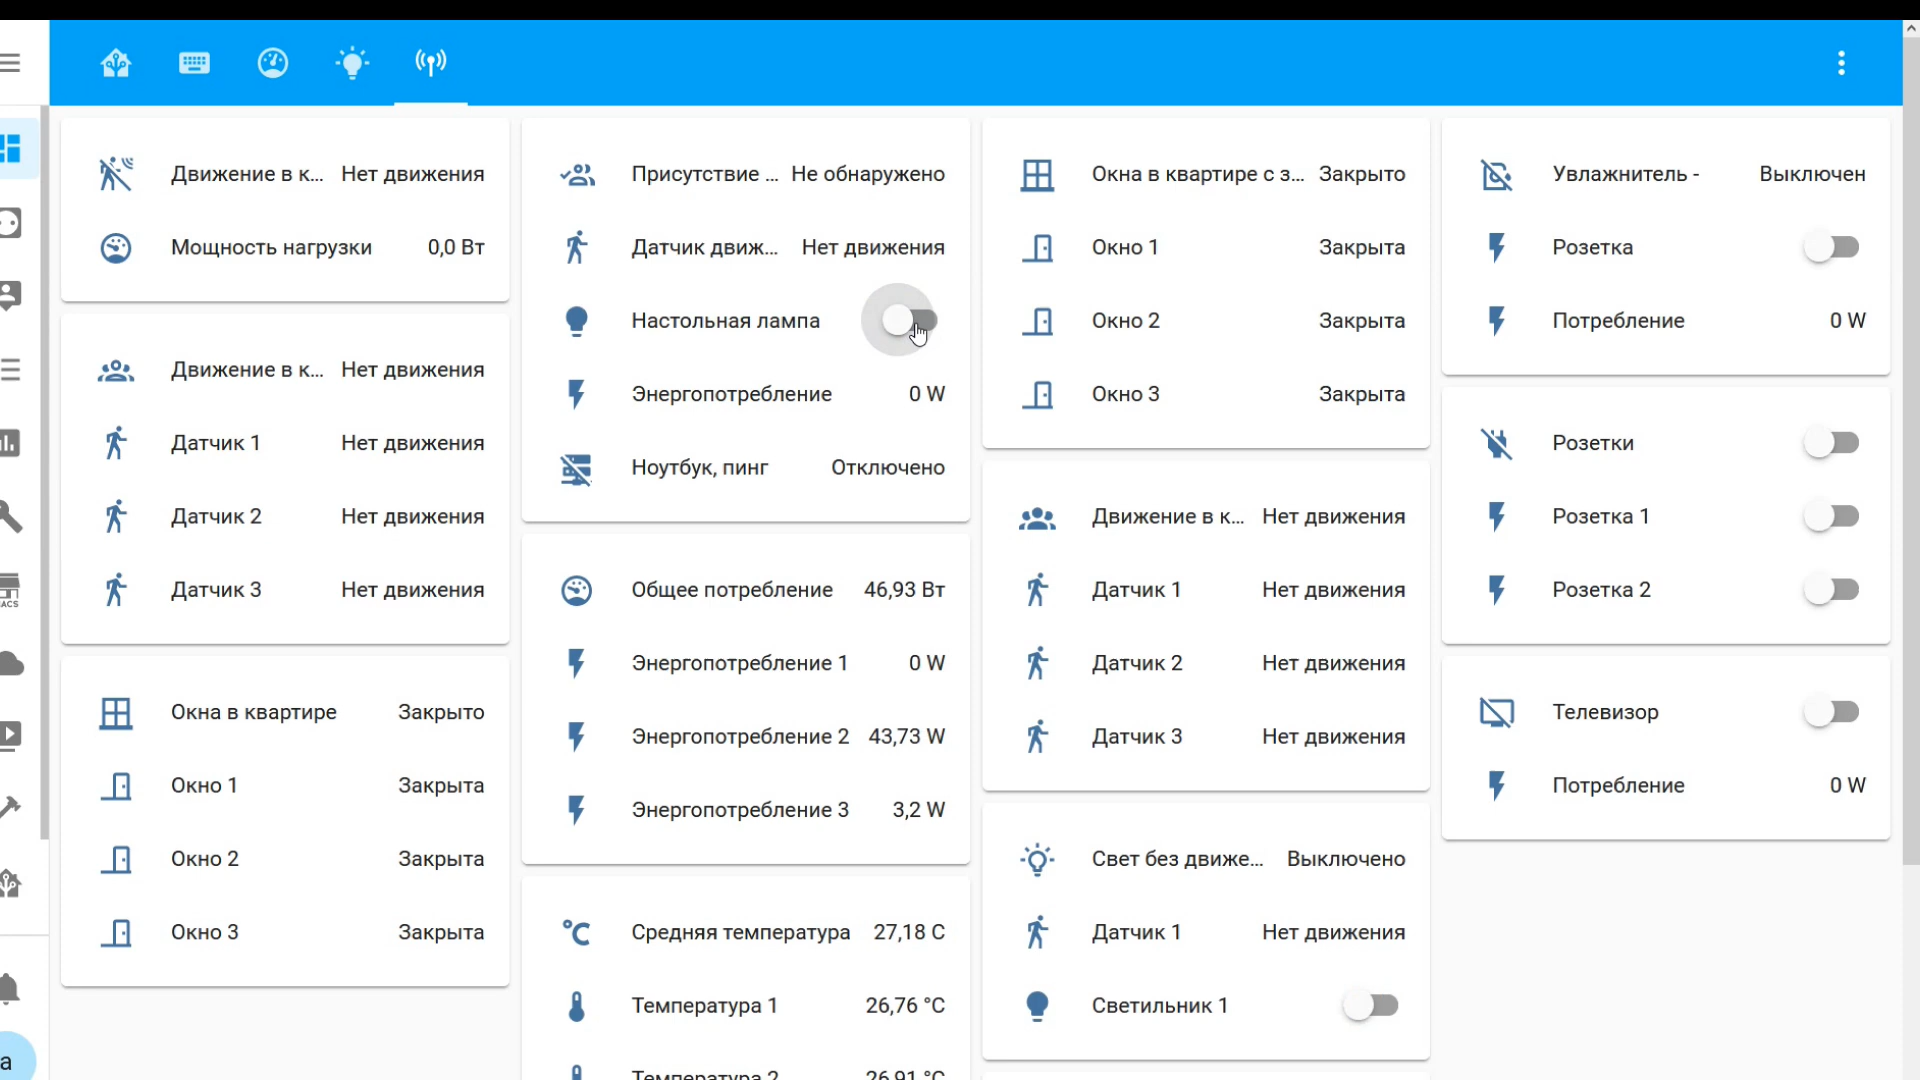 Движение в к... Нет движения
Мощность нагрузки 0,0 Вт
Движение в к... Нет движения
Датчик 1 Нет движения
Датчик 2 Нет движения
Датчик 3 Нет движения
Окна в квартире Закрыто
Окно 1 Закрыта
Окно 2 Закрыта
Окно 3 Закрыта
Присутствие ... Не обнаружено
Датчик движ... Нет движения
Настольная лампа
Энергопотребление 0 W
Ноутбук, пинг Отключено
Общее потребление 46,93 Вт
Энергопотребление 1 0 W
Энергопотребление 2 43,73 W
Энергопотребление 3 3,2 W
Средняя температура 27,18 C
Температура 1 26,76 °C
Температура 2 26,91 °C
Окна в квартире с з... Закрыто
Окно 1 Закрыта
Окно 2 Закрыта
Окно 3 Закрыта
Движение в к... Нет движения
Датчик 1 Нет движения
Датчик 2 Нет движения
Датчик 3 Нет движения
Свет без движе... Выключено
Датчик 1 Нет движения
Светильник 1
Увлажнитель - Выключен
Розетка
Потребление 0 W
Розетки
Розетка 1
Розетка 2
Телевизор
Потребление 0 W
ACS
a